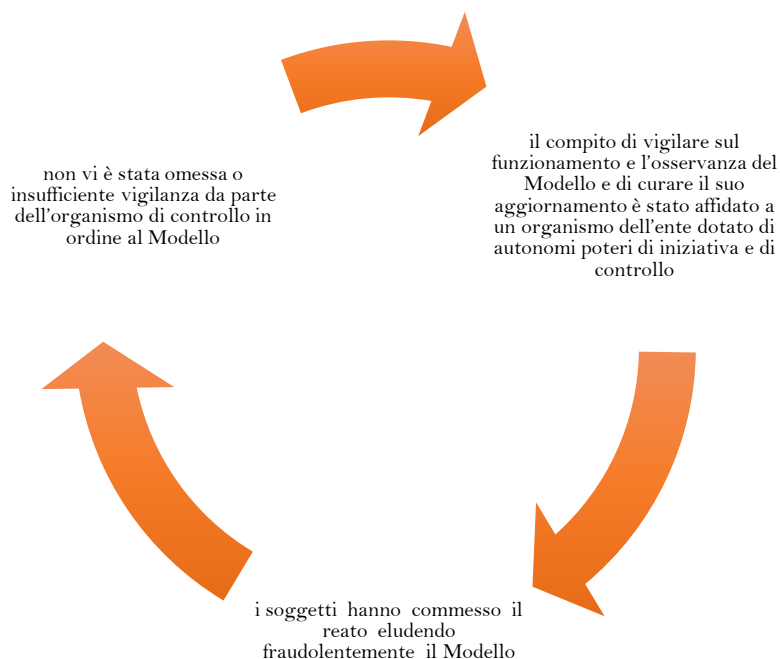 non vi è stata omessa o
insufficiente vigilanza da parte
dell’organismo di controllo in
ordine al Modello
il compito di vigilare sul
funzionamento e l’osservanza del
Modello e di curare il suo
aggiornamento è stato affidato a
un organismo dell’ente dotato di
autonomi poteri di iniziativa e di
controllo
i soggetti hanno commesso il
reato eludendo
fraudolentemente il Modello